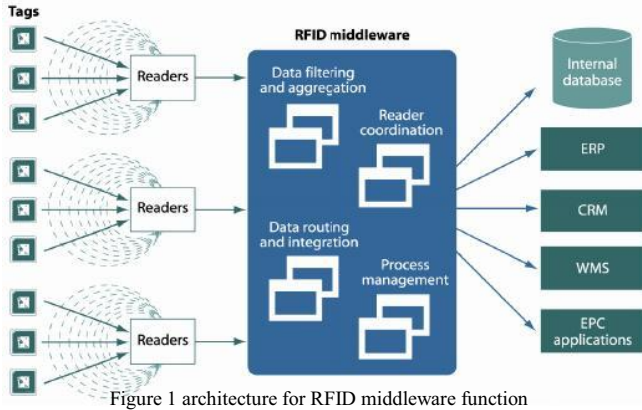 Tags
RFID middleware
Readers
Readers
Readers
Data filtering
and aggregation
Reader
coordination
Data routing
and integration
Process
management
Internal
database
ERP
CRM
WMS
EPC
applications
Figure 1 architecture for RFID middleware function